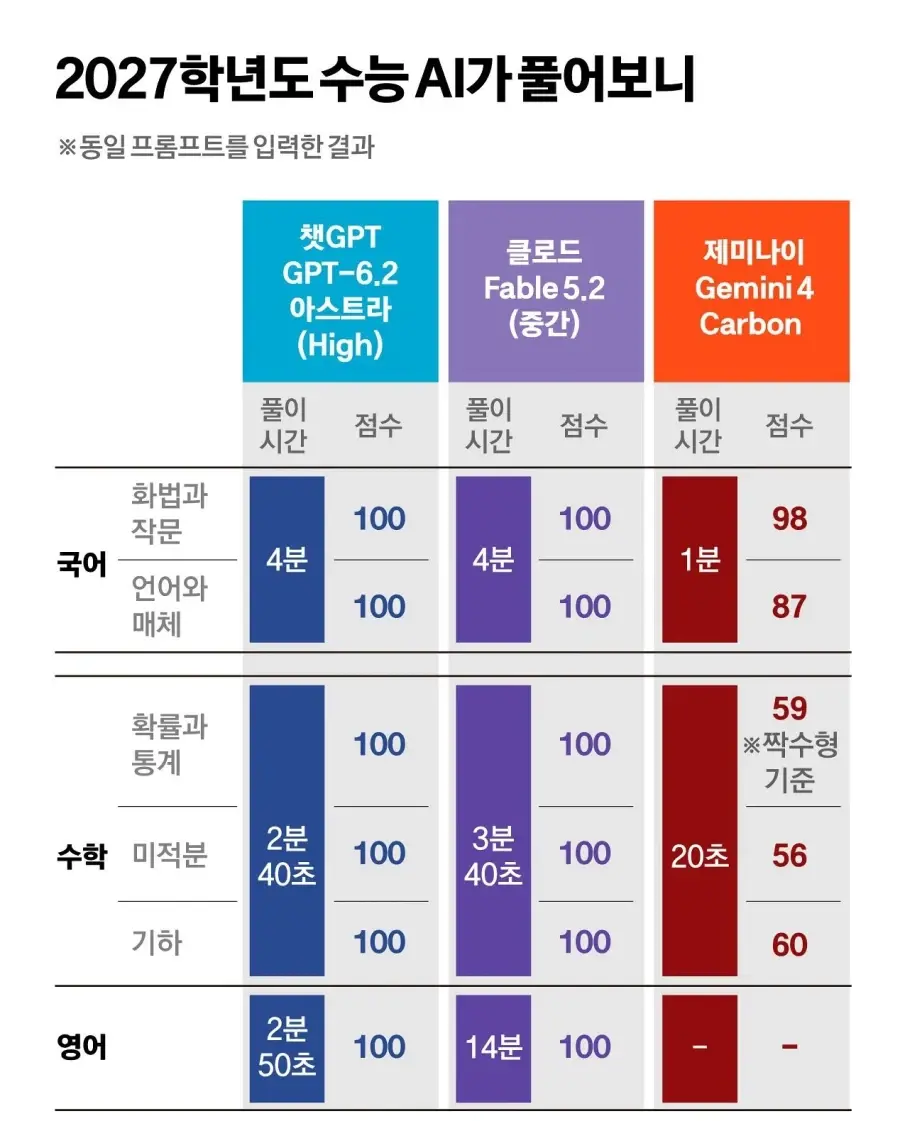 2027학년도 수능 AI가 풀어보니
※동일 프롬프트를 입력한 결과
챗GPT
GPT-6.2
아스트라
(High)
클로드
Fable 5.2
(중간)
제미나이
Gemini 4
Carbon
풀이
시간
점수
풀이
시간
점수
풀이
시간
점수
국어
화법과
작문
4분
100
4분
100
1분
98
언어와
매체
100
100
87
수학
확률과
통계
2분
40초
100
3분
40초
100
20초
59
※짝수형
기준
미적분
100
100
56
기하
100
100
60
영어
2분
50초
100
14분
100
–
–